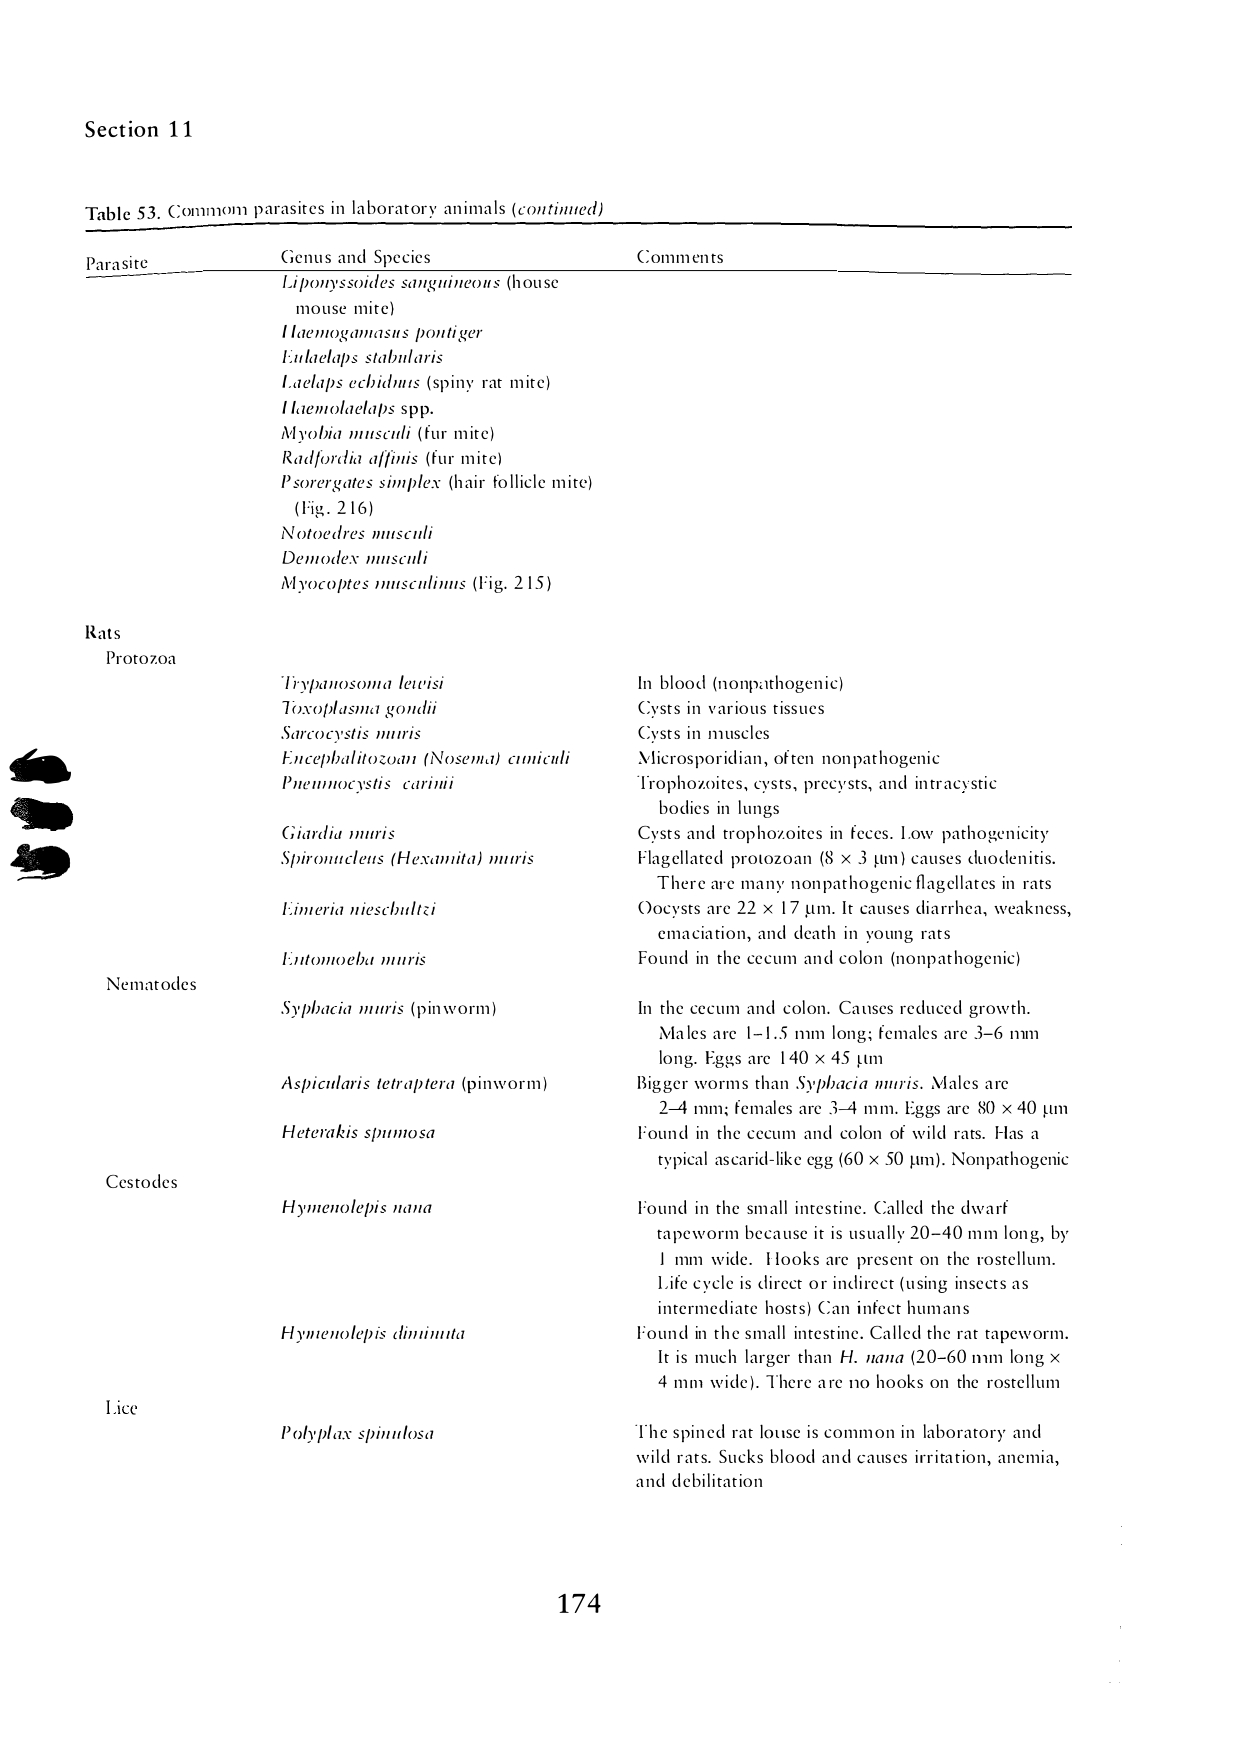 Section 11
Table 53. Commom parasites in laboratory animals (continued)
Parasite Genus and Species Comments
Liponyssoides sanguineous (house
mouse mite)
Haemogamasus pontiger
Eulaelaps stabularis
Laelaps echidnus (spiny rat mite)
Haemolaelaps spp.
Myobia musculi (fur mite)
Radfordia affinis (fur mite)
Psorergates simplex (hair follicle mite)
(Fig. 216)
Notoedres musculi
Demodex musculi
Myocoptes musculinus (Fig. 215)
Rats
Protozoa
Trypanosoma lewisi In blood (nonpathogenic)
Toxoplasma gondii Cysts in various tissues
Sarcocystis muris Cysts in muscles
Encephalitozoan (Nosema) cuniculi Microsporidian, often nonpathogenic
Pneumocystis carinii Trophozoites, cysts, precysts, and intracystic
bodies in lungs
Giardia muris Cysts and trophozoites in feces. Low pathogenicity
Spironucleus (Hexamita) muris Flagellated protozoan (8 × 3 µm) causes duodenitis.
There are many nonpathogenic flagellates in rats
Eimeria nieschultzi Oocysts are 22 × 17 µm. It causes diarrhea, weakness,
emaciation, and death in young rats
Entomoeba muris Found in the cecum and colon (nonpathogenic)
Nematodes
Syphacia muris (pinworm) In the cecum and colon. Causes reduced growth.
Males are 1–1.5 mm long; females are 3–6 mm
long. Eggs are 140 × 45 µm
Aspicularis tetraptera (pinworm) Bigger worms than Syphacia muris. Males are
2–4 mm; females are 3–4 mm. Eggs are 80 × 40 µm
Heterakis spumosa Found in the cecum and colon of wild rats. Has a
typical ascarid-like egg (60 × 50 µm). Nonpathogenic
Cestodes
Hymenolepis nana Found in the small intestine. Called the dwarf
tapeworm because it is usually 20–40 mm long, by
1 mm wide. Hooks are present on the rostellum.
Life cycle is direct or indirect (using insects as
intermediate hosts) Can infect humans
Hymenolepis diminuta Found in the small intestine. Called the rat tapeworm.
It is much larger than H. nana (20–60 mm long ×
4 mm wide). There are no hooks on the rostellum
Lice
Polyplax spinulosa The spined rat louse is common in laboratory and
wild rats. Sucks blood and causes irritation, anemia,
and debilitation
174